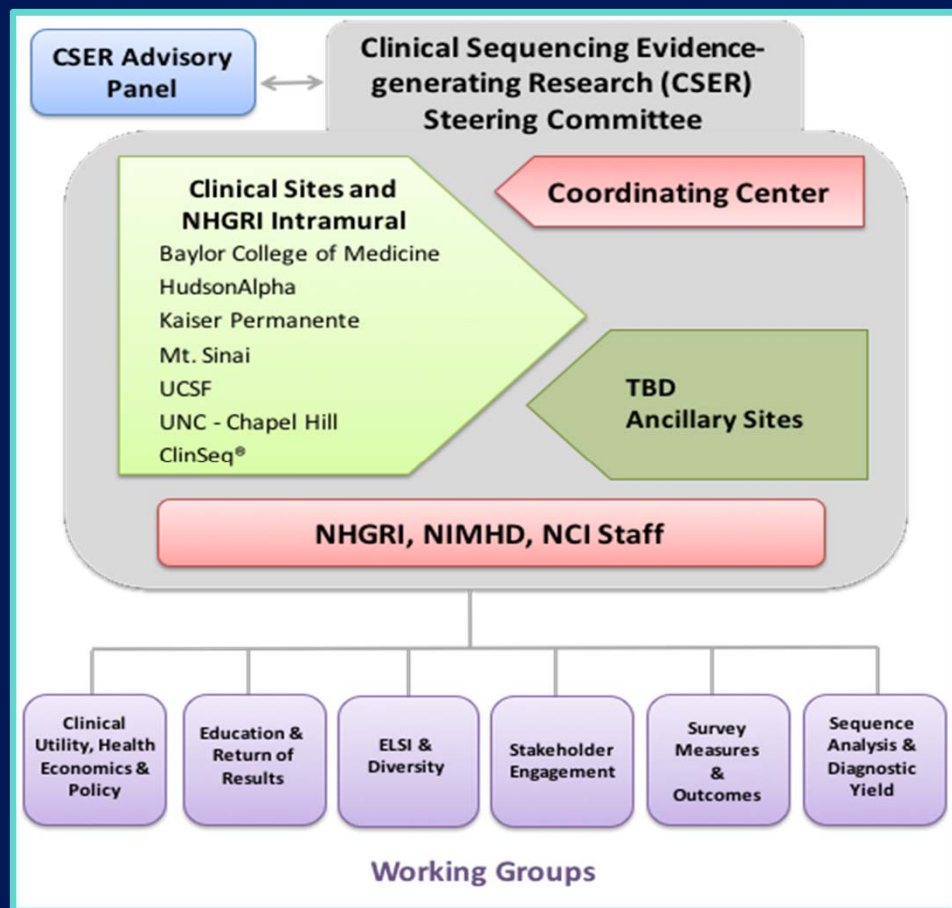 CSER Advisory
Panel
Clinical Sequencing Evidence-
generating Research (CSER)
Steering Committee
Clinical Sites and
NHGRI Intramural
Baylor College of Medicine
HudsonAlpha
Kaiser Permanente
Mt. Sinai
UCSF
UNC - Chapel Hill
ClinSeq®
Coordinating Center
TBD
Ancillary Sites
NHGRI, NIMHD, NCI Staff
Clinical
Utility, Health
Economics &
Policy
Education &
Return of
Results
ELSI &
Diversity
Stakeholder
Engagement
Survey
Measures
&
Outcomes
Sequence
Analysis &
Diagnostic
Yield
Working Groups